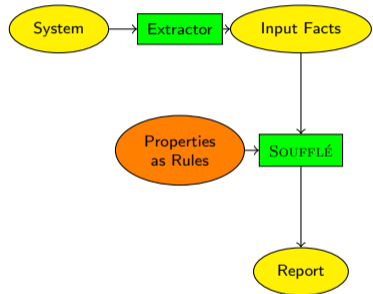 System
Extractor
Input Facts
Properties
as Rules
SOUFFLÉ
Report